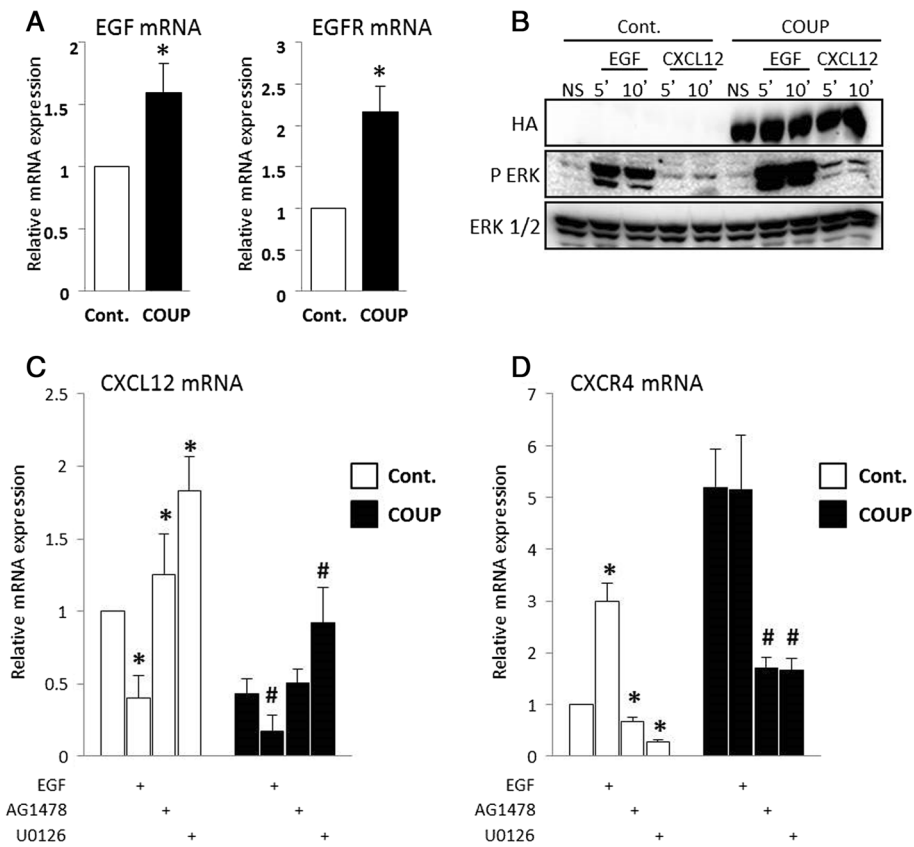 A
EGF mRNA
Relative mRNA expression
2
1.5
1
0.5
0
*
Cont. COUP
EGFR mRNA
Relative mRNA expression
3
2.5
2
1.5
1
0.5
0
*
Cont. COUP
B
Cont. COUP
EGF CXCL12 EGF CXCL12
NS 5’ 10’ 5’ 10’ NS 5’ 10’ 5’ 10’
HA
P ERK
ERK 1/2
C
CXCL12 mRNA
Relative mRNA expression
2.5
2
1.5
1
0.5
0
* * * # #
Cont.
COUP
EGF + +
AG1478 + +
U0126 + +
D
CXCR4 mRNA
Relative mRNA expression
7
6
5
4
3
2
1
0
* * * # #
Cont.
COUP
EGF + +
AG1478 + +
U0126 + +